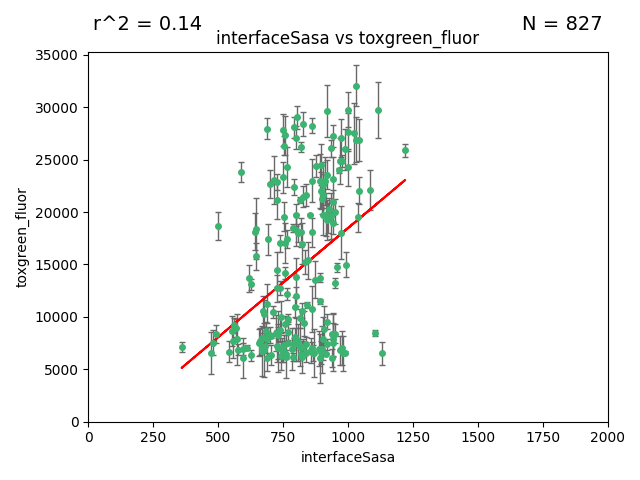 r^2 = 0.14
N = 827
interfaceSasa vs toxgreen_fluor
35000
30000
25000
20000
15000
10000
5000
0
toxgreen_fluor
0 250 500 750 1000 1250 1500 1750 2000
interfaceSasa